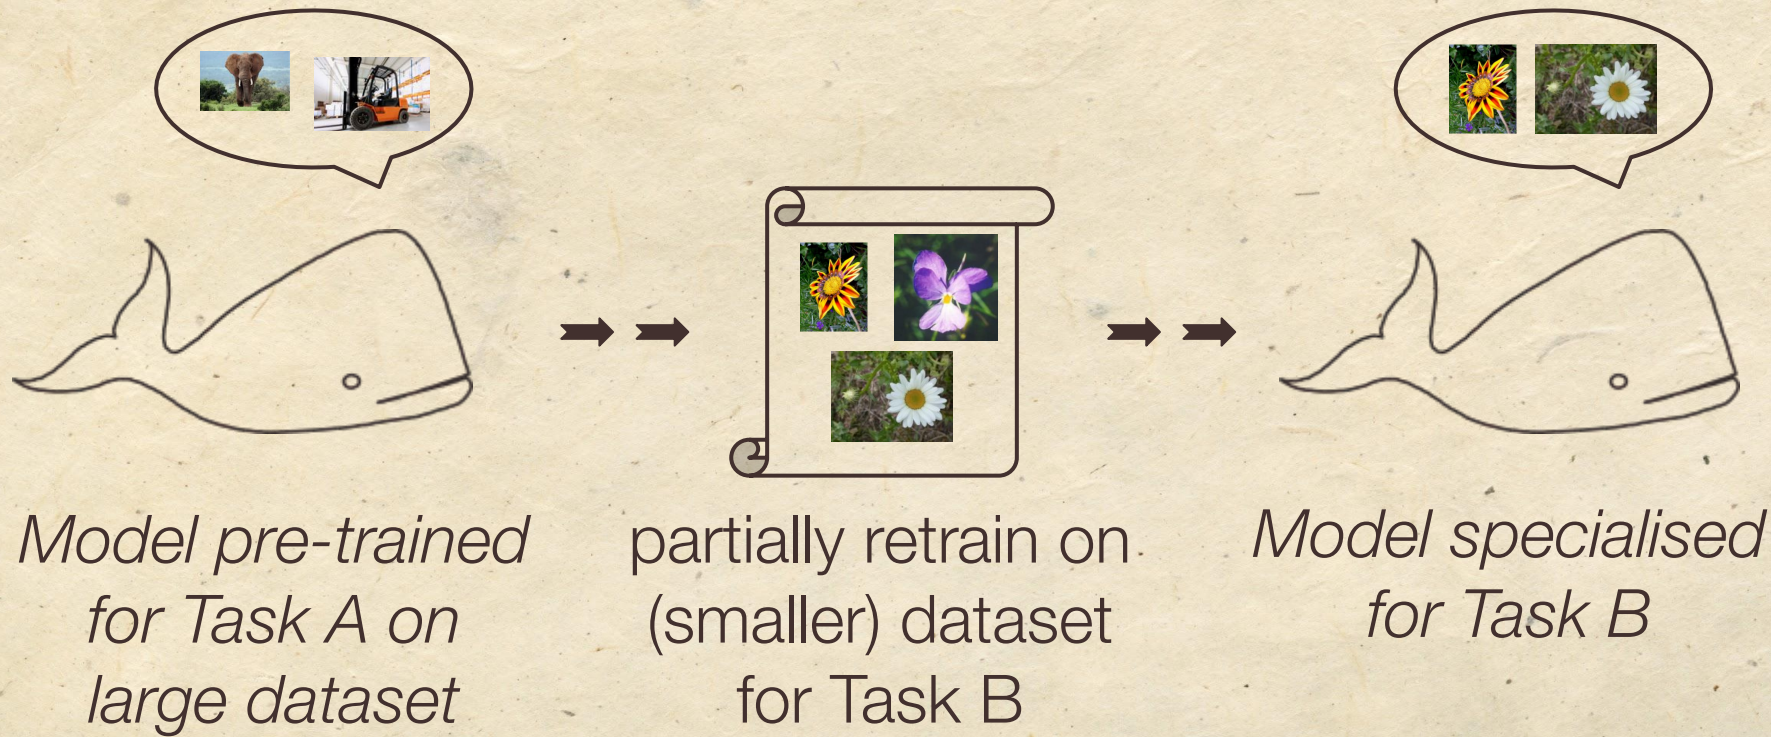 Model pre-trained
for Task A on
large dataset
partially retrain on
(smaller) dataset
for Task B
Model specialised
for Task B